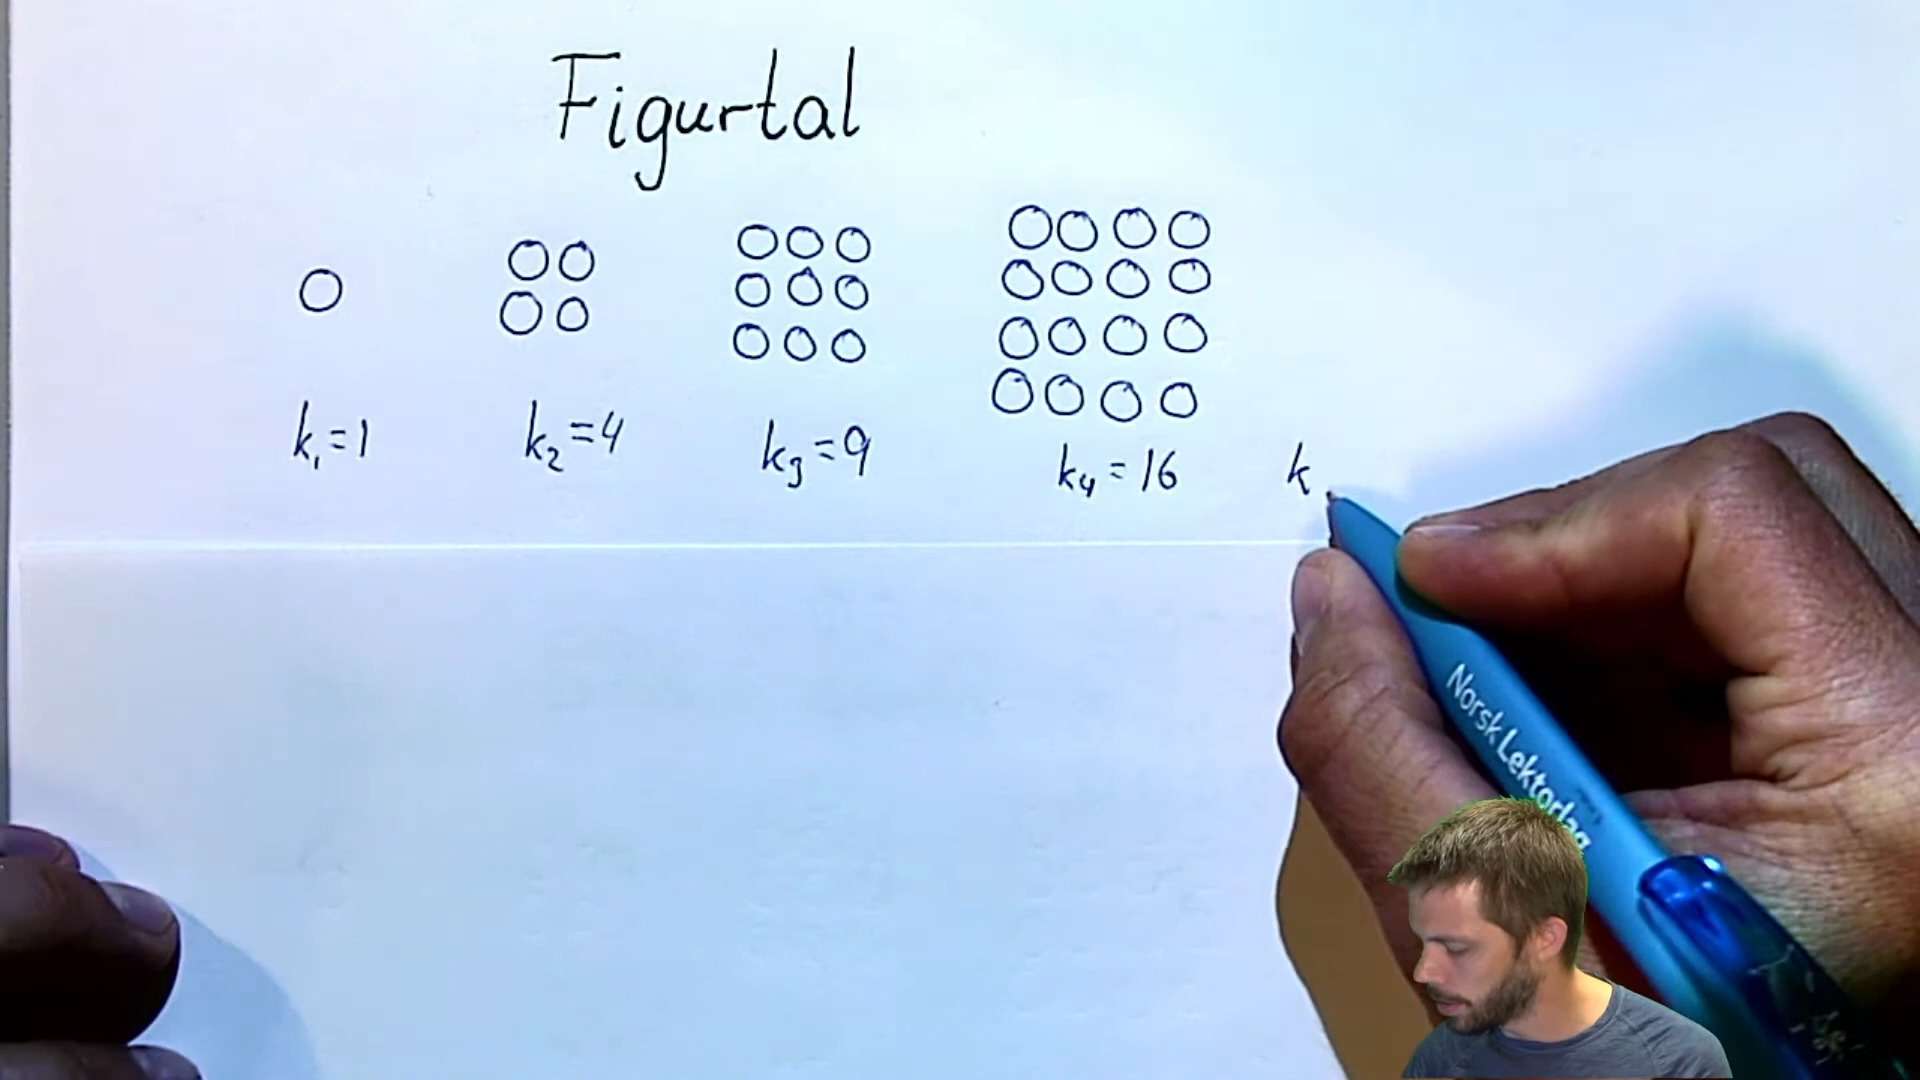 Figurtal
k₁=1 k₂=4 k₃=9 k₄=16 k
Norsk Lektorlag